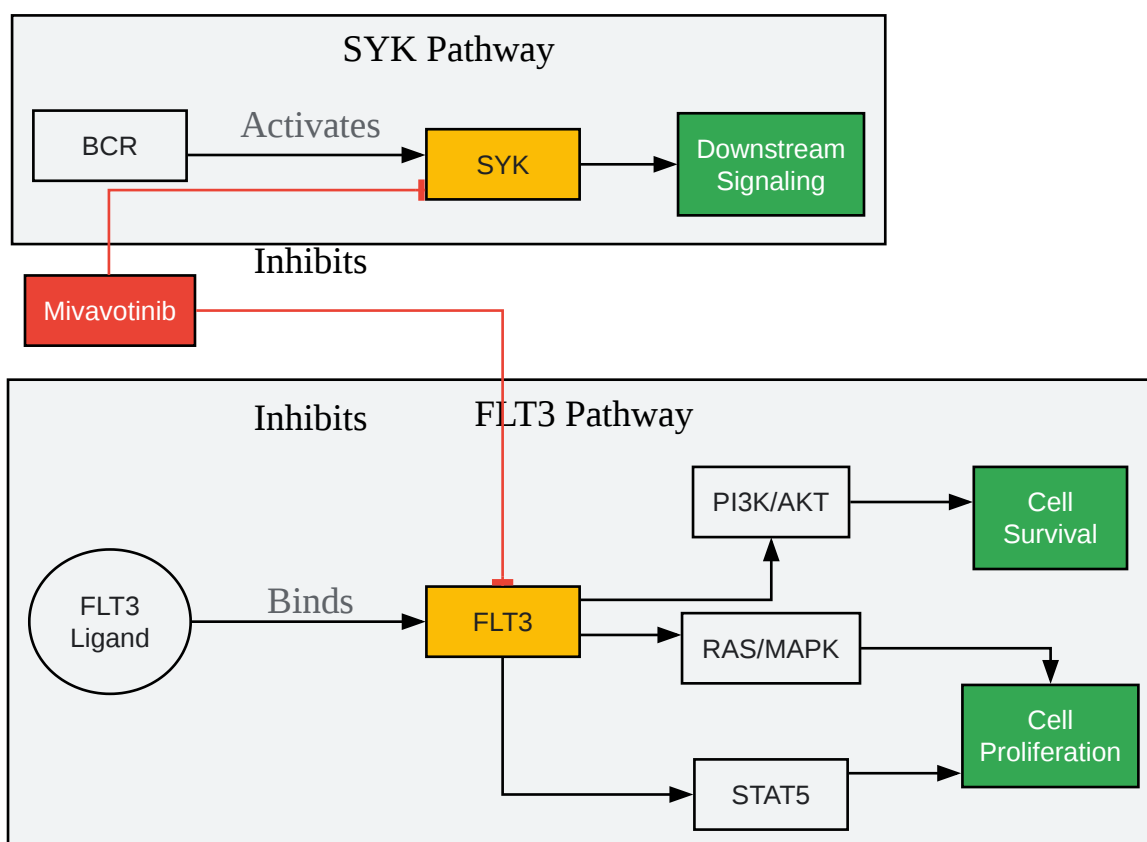 SYK Pathway
BCR
Activates
SYK
Downstream
Signaling
Inhibits
Mivavotinib
Inhibits
FLT3 Pathway
PI3K/AKT
Cell
Survival
FLT3
Ligand
Binds
FLT3
RAS/MAPK
Cell
Proliferation
STAT5